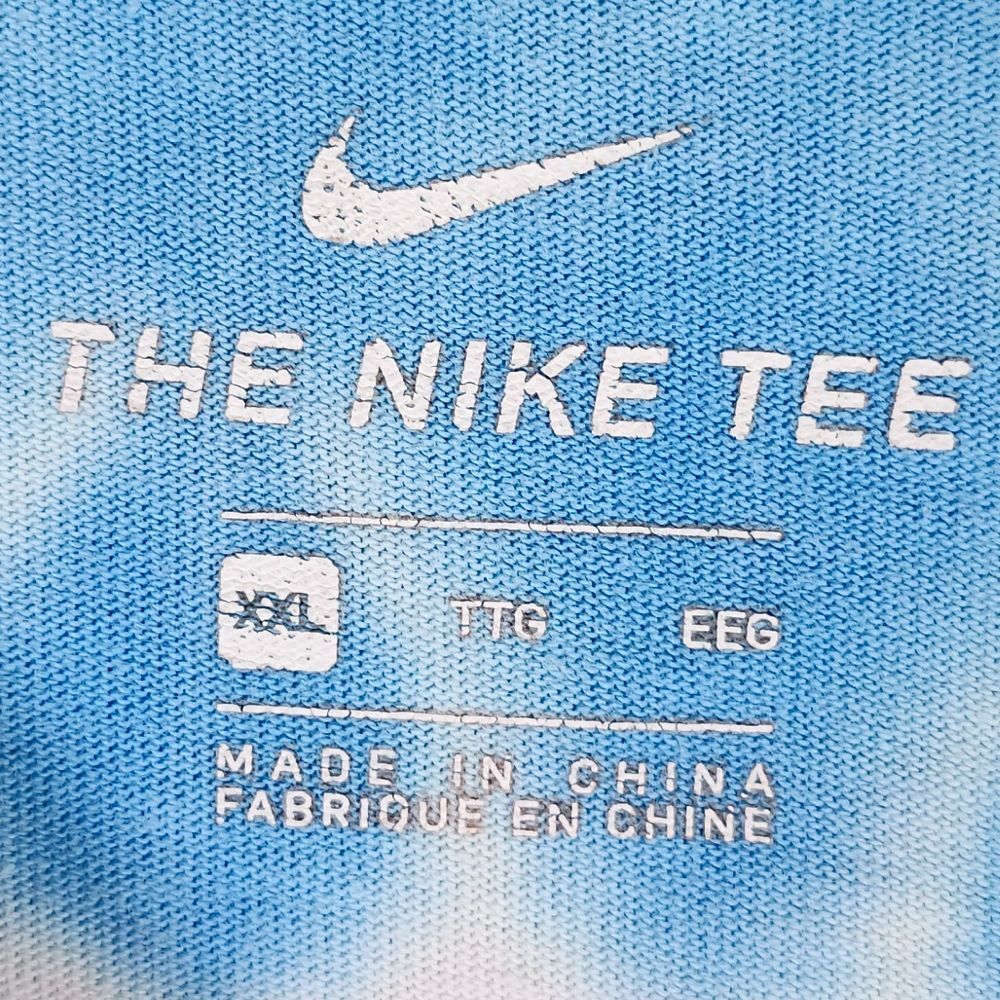 THE NIKE TEE
XXL TTG EEG
MADE IN CHINA
FABRIQUE EN CHINE